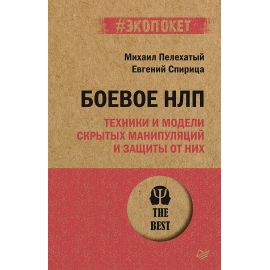 #ЭКОПОКЕТ
Михаил Пелехатый
Евгений Спирица
БОЕВОЕ НЛП
ТЕХНИКИ И МОДЕЛИ
СКРЫТЫХ МАНИПУЛЯЦИЙ
И ЗАЩИТЫ ОТ НИХ
THE
BEST